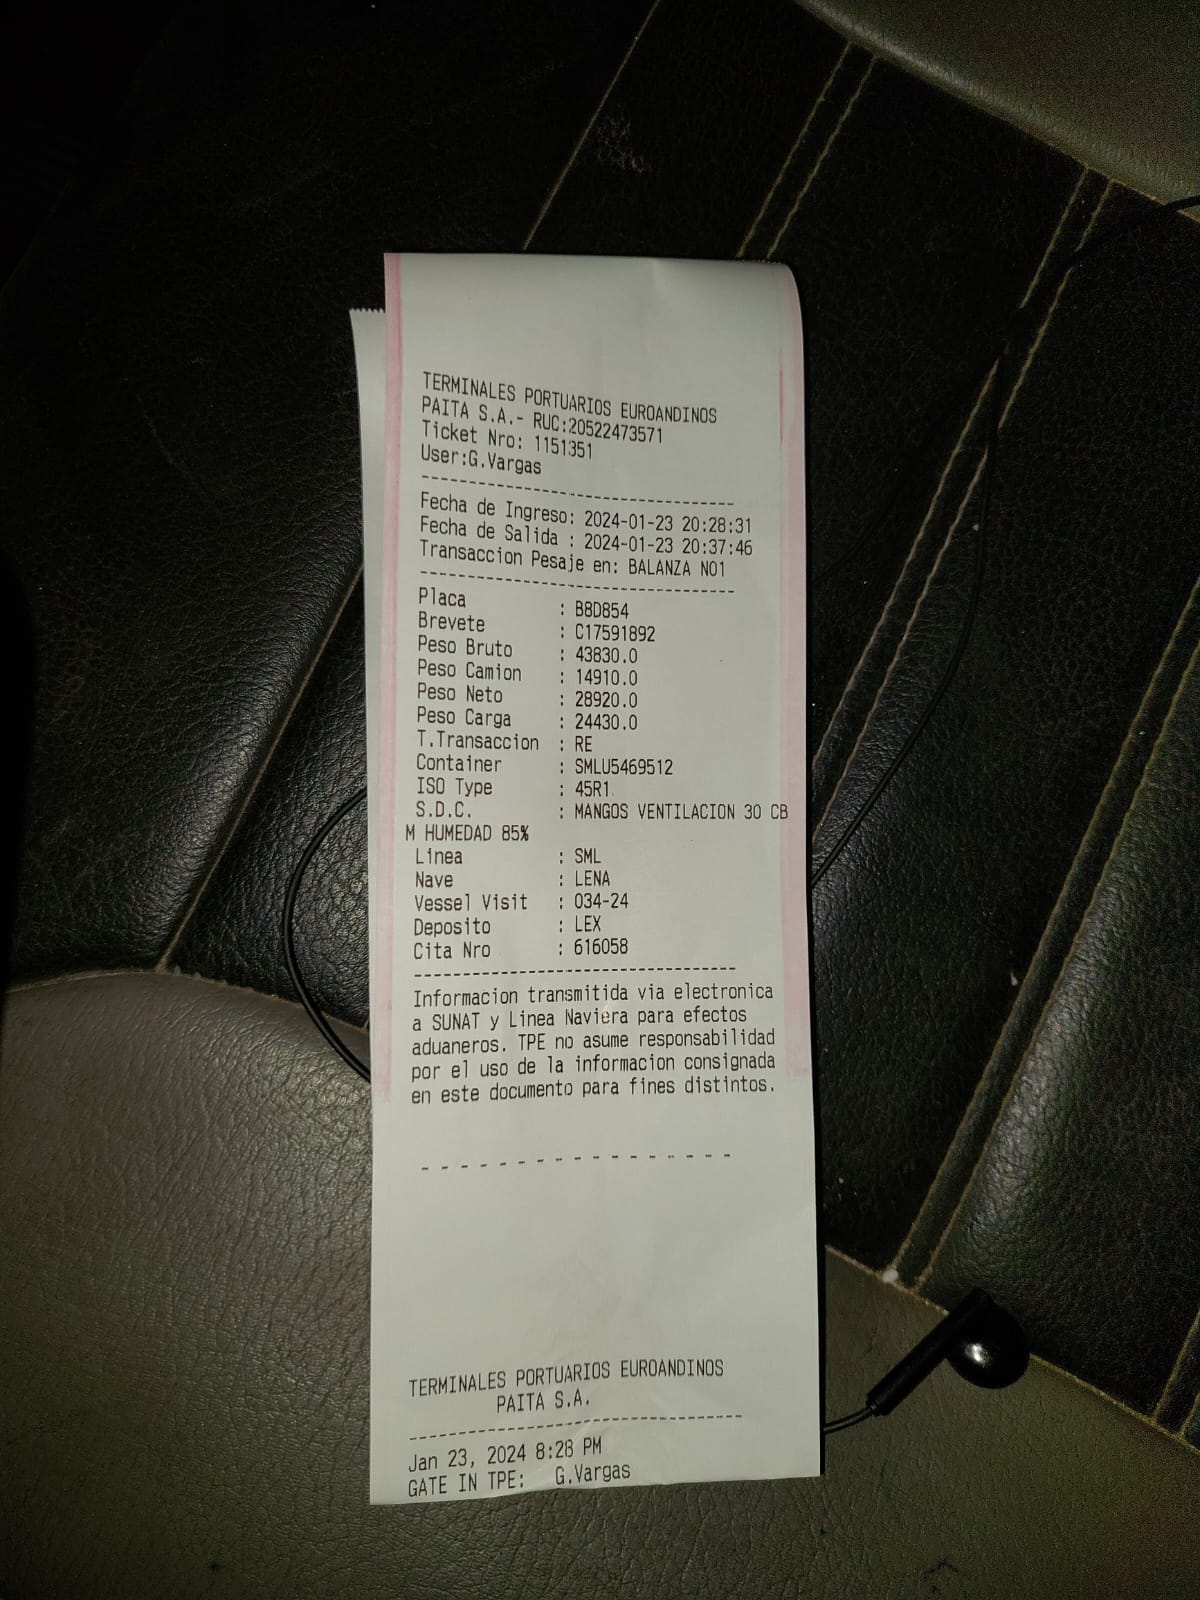 TERMINALES PORTUARIOS EUROANDINOS
PAITA S.A.- RUC:20522473571
Ticket Nro: 1151351
User:G.Vargas
--------------------------------
Fecha de Ingreso: 2024-01-23 20:28:31
Fecha de Salida : 2024-01-23 20:37:46
Transaccion Pesaje en: BALANZA NO1
--------------------------------
Placa : B8D854
Brevete : C17591892
Peso Bruto : 43830.0
Peso Camion : 14910.0
Peso Neto : 28920.0
Peso Carga : 24430.0
T.Transaccion : RE
Container : SMLU5469512
ISO Type : 45R1
S.D.C. : MANGOS VENTILACION 30 CB
M HUMEDAD 85%
Linea : SML
Nave : LENA
Vessel Visit : 034-24
Deposito : LEX
Cita Nro : 616058
--------------------------------
Informacion transmitida via electronica
a SUNAT y Linea Naviera para efectos
aduaneros. TPE no asume responsabilidad
por el uso de la informacion consignada
en este documento para fines distintos.
- - - - - - - - - - - - - - - - -
TERMINALES PORTUARIOS EUROANDINOS
PAITA S.A.
--------------------------------
Jan 23, 2024 8:28 PM
GATE IN TPE: G.Vargas